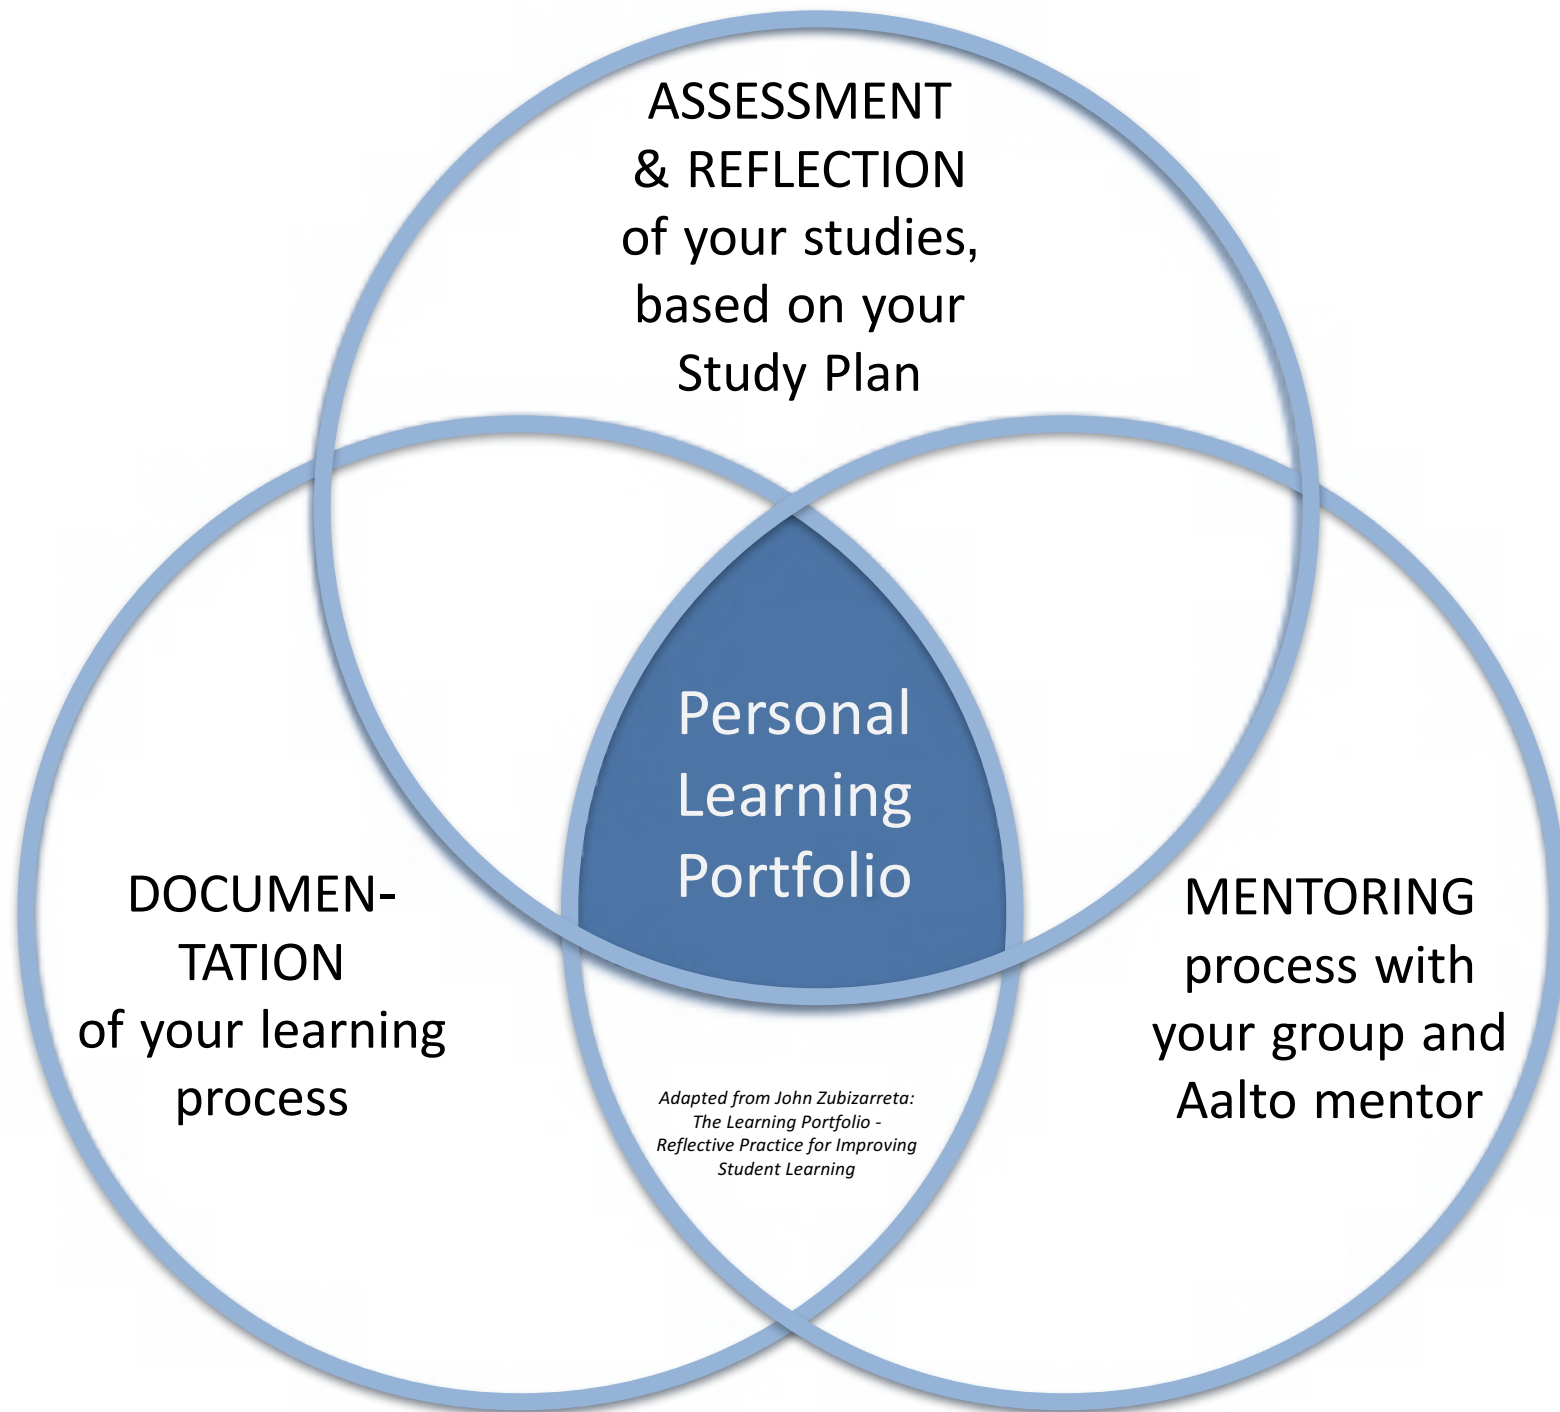 ASSESSMENT
& REFLECTION
of your studies,
based on your
Study Plan
Personal
Learning
Portfolio
DOCUMEN-
TATION
of your learning
process
MENTORING
process with
your group and
Aalto mentor
Adapted from John Zubizarreta:
The Learning Portfolio -
Reflective Practice for Improving
Student Learning